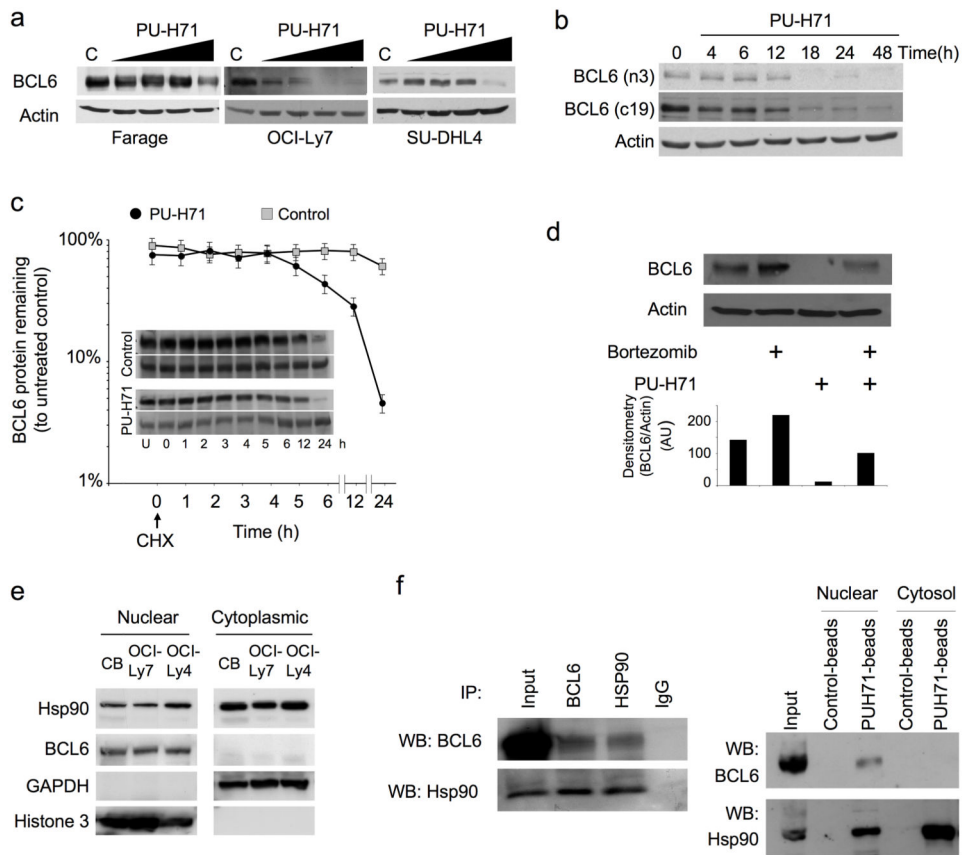 a
PU-H71 PU-H71 PU-H71
C C C
BCL6
Actin
Farage OCI-Ly7 SU-DHL4
b
PU-H71
0 4 6 12 18 24 48 Time(h)
BCL6 (n3)
BCL6 (c19)
Actin
c
PU-H71 Control
100%
10%
1%
BCL6 protein remaining
(to untreated control)
Control
PU-H71
U 0 1 2 3 4 5 6 12 24 h
0 1 2 3 4 5 6 12 24
Time (h)
CHX
d
BCL6
Actin
Bortezomib + +
PU-H71 + +
Densitometry
(BCL6/Actin)
(AU)
200
100
0
e
Nuclear Cytoplasmic
CB OCI-Ly7 OCI-Ly4 CB OCI-Ly7 OCI-Ly4
Hsp90
BCL6
GAPDH
Histone 3
f
IP: Input BCL6 HSP90 IgG
WB: BCL6
WB: Hsp90
Nuclear Cytosol
Input Control-beads PUH71-beads Control-beads PUH71-beads
WB:
BCL6
WB:
Hsp90